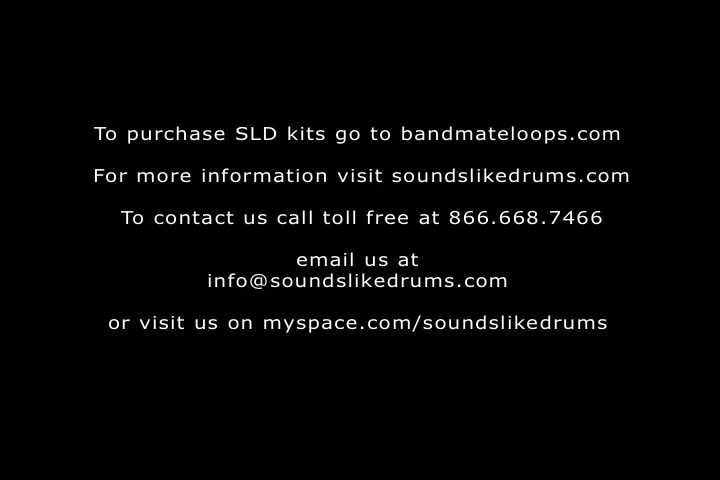 To purchase SLD kits go to bandmateloops.com
For more information visit soundslikedrums.com
To contact us call toll free at 866.668.7466
email us at
info@soundslikedrums.com
or visit us on myspace.com/soundslikedrums